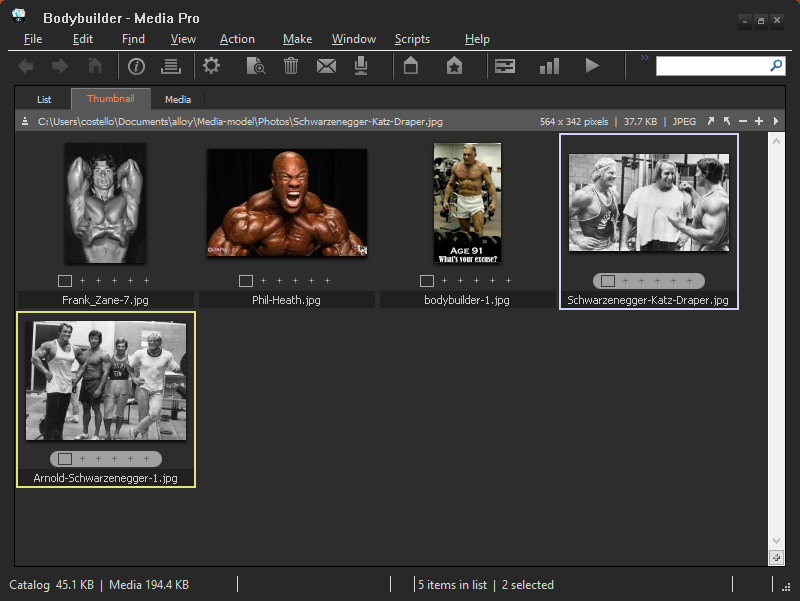 Bodybuilder - Media Pro
File Edit Find View Action Make Window Scripts Help
List Thumbnail Media
C:\Users\costello\Documents\alloy\Media-model\Photos\Schwarzenegger-Katz-Draper.jpg 564 x 342 pixels | 37.7 KB | JPEG
AGE 91
What's your excuse?
Frank_Zane-7.jpg Phil-Heath.jpg bodybuilder-1.jpg Schwarzenegger-Katz-Draper.jpg
Arnold-Schwarzenegger-1.jpg
Catalog 45.1 KB | Media 194.4 KB 5 items in list | 2 selected